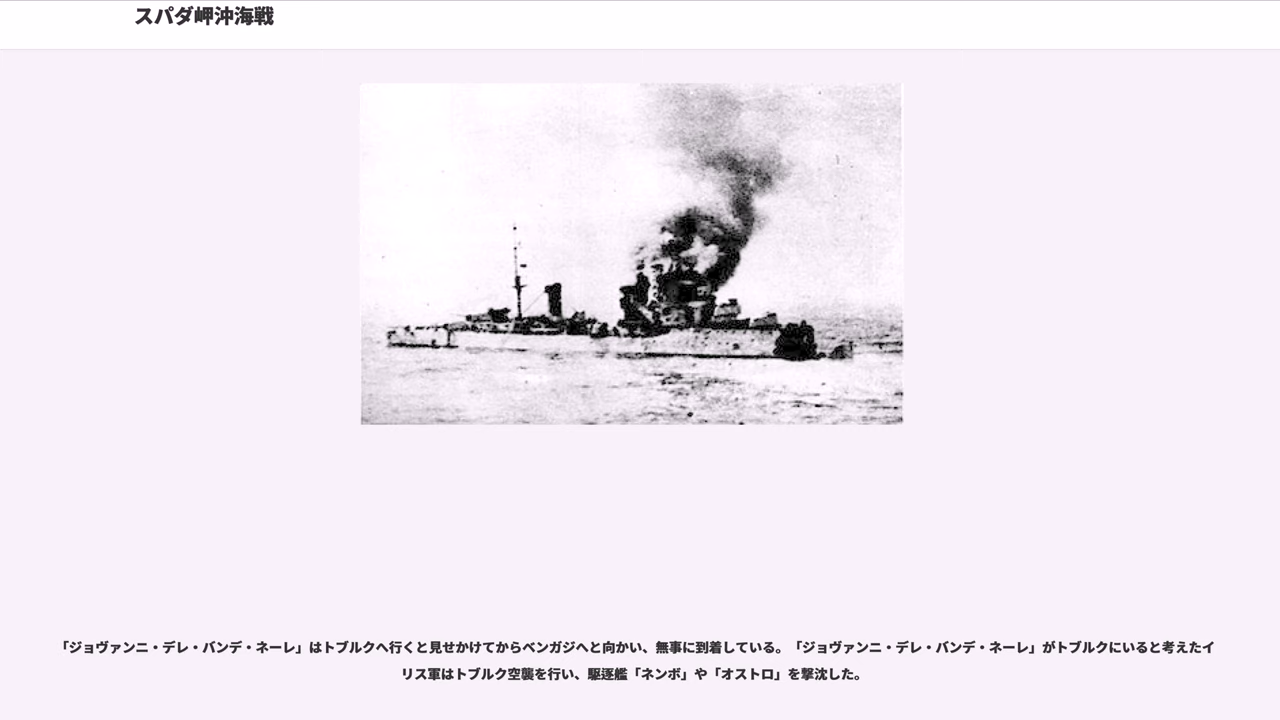 スパダ岬沖海戦
「ジョヴァンニ・デレ・バンデ・ネーレ」はトブルクへ行くと見せかけてからベンガジへと向かい、無事に到着している。「ジョヴァンニ・デレ・バンデ・ネーレ」がトブルクにいると考えたイ
リス軍はトブルク空襲を行い、駆逐艦「ネンボ」や「オストロ」を撃沈した。